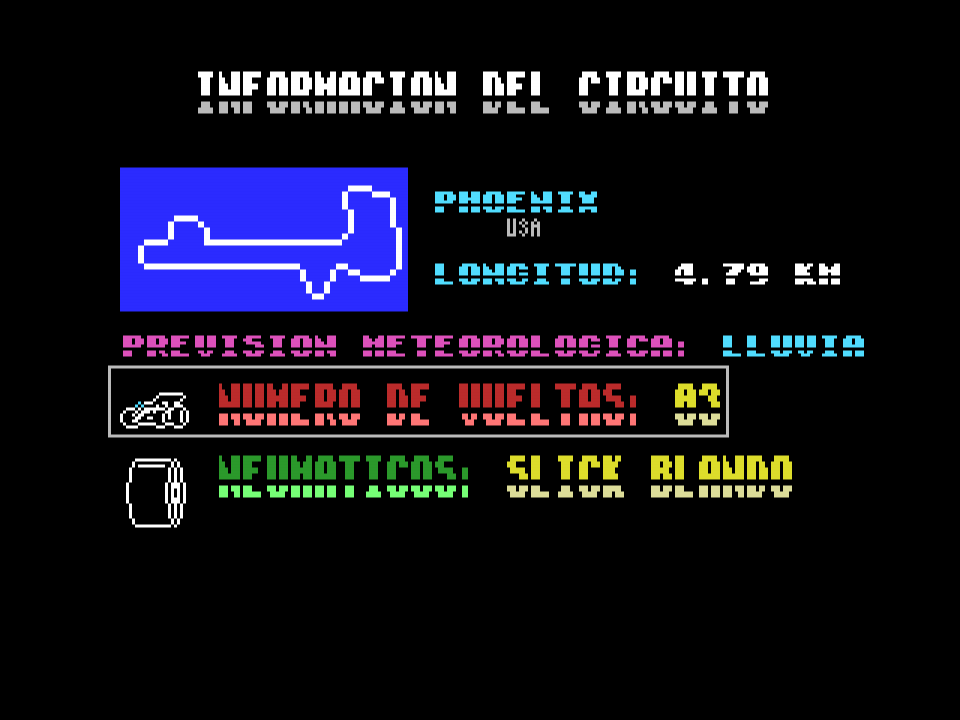 INFORMACION DEL CIRCUITO
PHOENIX
USA
LONGITUD: 4.79 KM
PREVISION METEOROLOGICA: LLUVIA
NUMERO DE VUELTAS:
NEUMATICOS: SLICK BLANDO